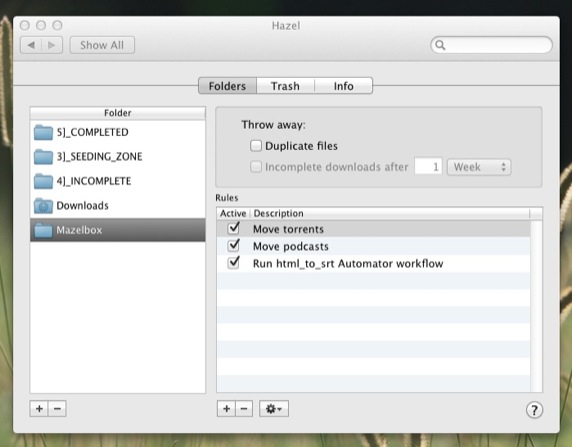 Hazel
Show All
Folders Trash Info
Folder
5]_COMPLETED
3]_SEEDING_ZONE
4]_INCOMPLETE
Downloads
Mazelbox
Throw away:
Duplicate files
Incomplete downloads after 1 Week
Rules
Active Description
Move torrents
Move podcasts
Run html_to_srt Automator workflow
+ −
+ −
?